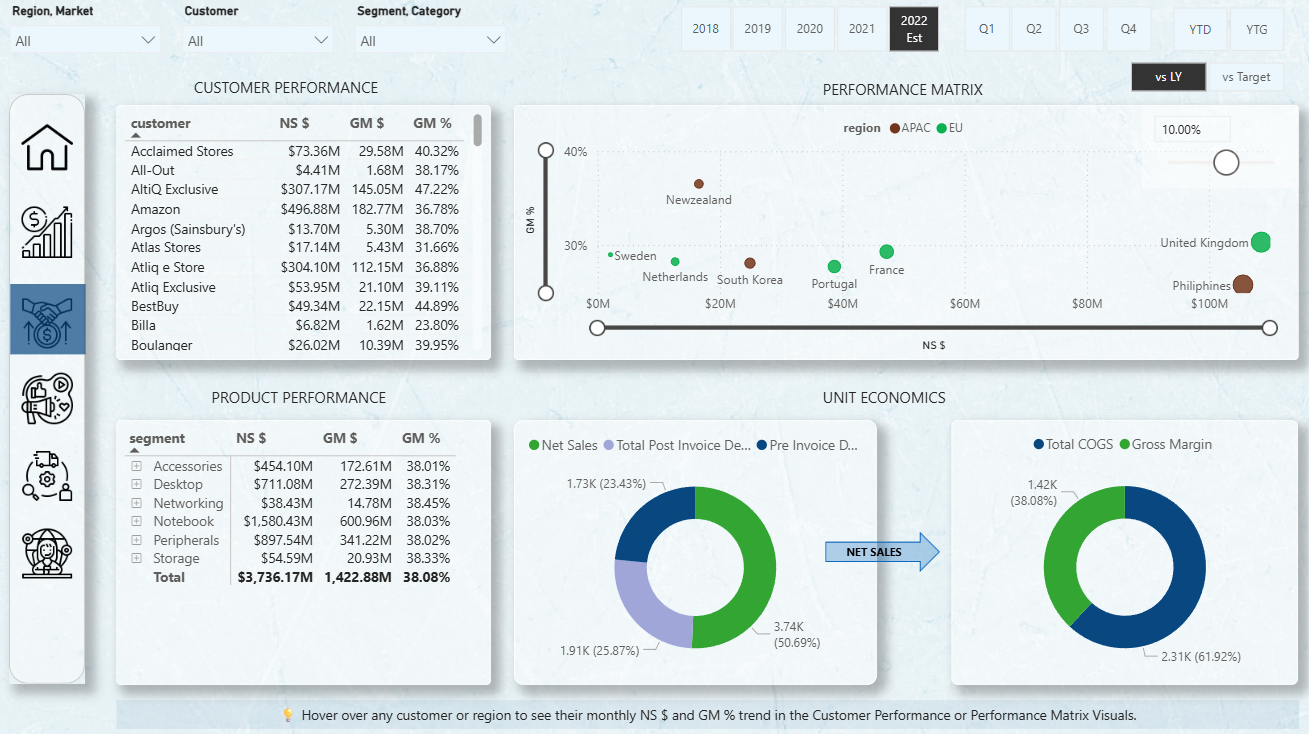 Region, Market
Customer
Segment, Category
All
All
All
2018
2019
2020
2021
2022
Est
Q1
Q2
Q3
Q4
YTD
YTG
vs LY
vs Target
CUSTOMER PERFORMANCE
customer NS $ GM $ GM %
Acclaimed Stores $73.36M 29.58M 40.32%
All-Out $4.41M 1.68M 38.17%
AltiQ Exclusive $307.17M 145.05M 47.22%
Amazon $496.88M 182.77M 36.78%
Argos (Sainsbury's) $13.70M 5.30M 38.70%
Atlas Stores $17.14M 5.43M 31.66%
Atliq e Store $304.10M 112.15M 36.88%
Atliq Exclusive $53.95M 21.10M 39.11%
BestBuy $49.34M 22.15M 44.89%
Billa $6.82M 1.62M 23.80%
Boulanger $26.02M 10.39M 39.95%
PERFORMANCE MATRIX
region APAC EU
10.00%
GM %
40%
30%
Newzealand
Sweden
Netherlands
South Korea
Portugal
France
United Kingdom
Philiphines
$0M $20M $40M $60M $80M $100M
NS $
PRODUCT PERFORMANCE
segment NS $ GM $ GM %
Accessories $454.10M 172.61M 38.01%
Desktop $711.08M 272.39M 38.31%
Networking $38.43M 14.78M 38.45%
Notebook $1,580.43M 600.96M 38.03%
Peripherals $897.54M 341.22M 38.02%
Storage $54.59M 20.93M 38.33%
Total $3,736.17M 1,422.88M 38.08%
UNIT ECONOMICS
Net Sales Total Post Invoice De... Pre Invoice D...
1.73K (23.43%)
3.74K
(50.69%)
1.91K (25.87%)
NET SALES
Total COGS Gross Margin
1.42K
(38.08%)
2.31K (61.92%)
Hover over any customer or region to see their monthly NS $ and GM % trend in the Customer Performance or Performance Matrix Visuals.